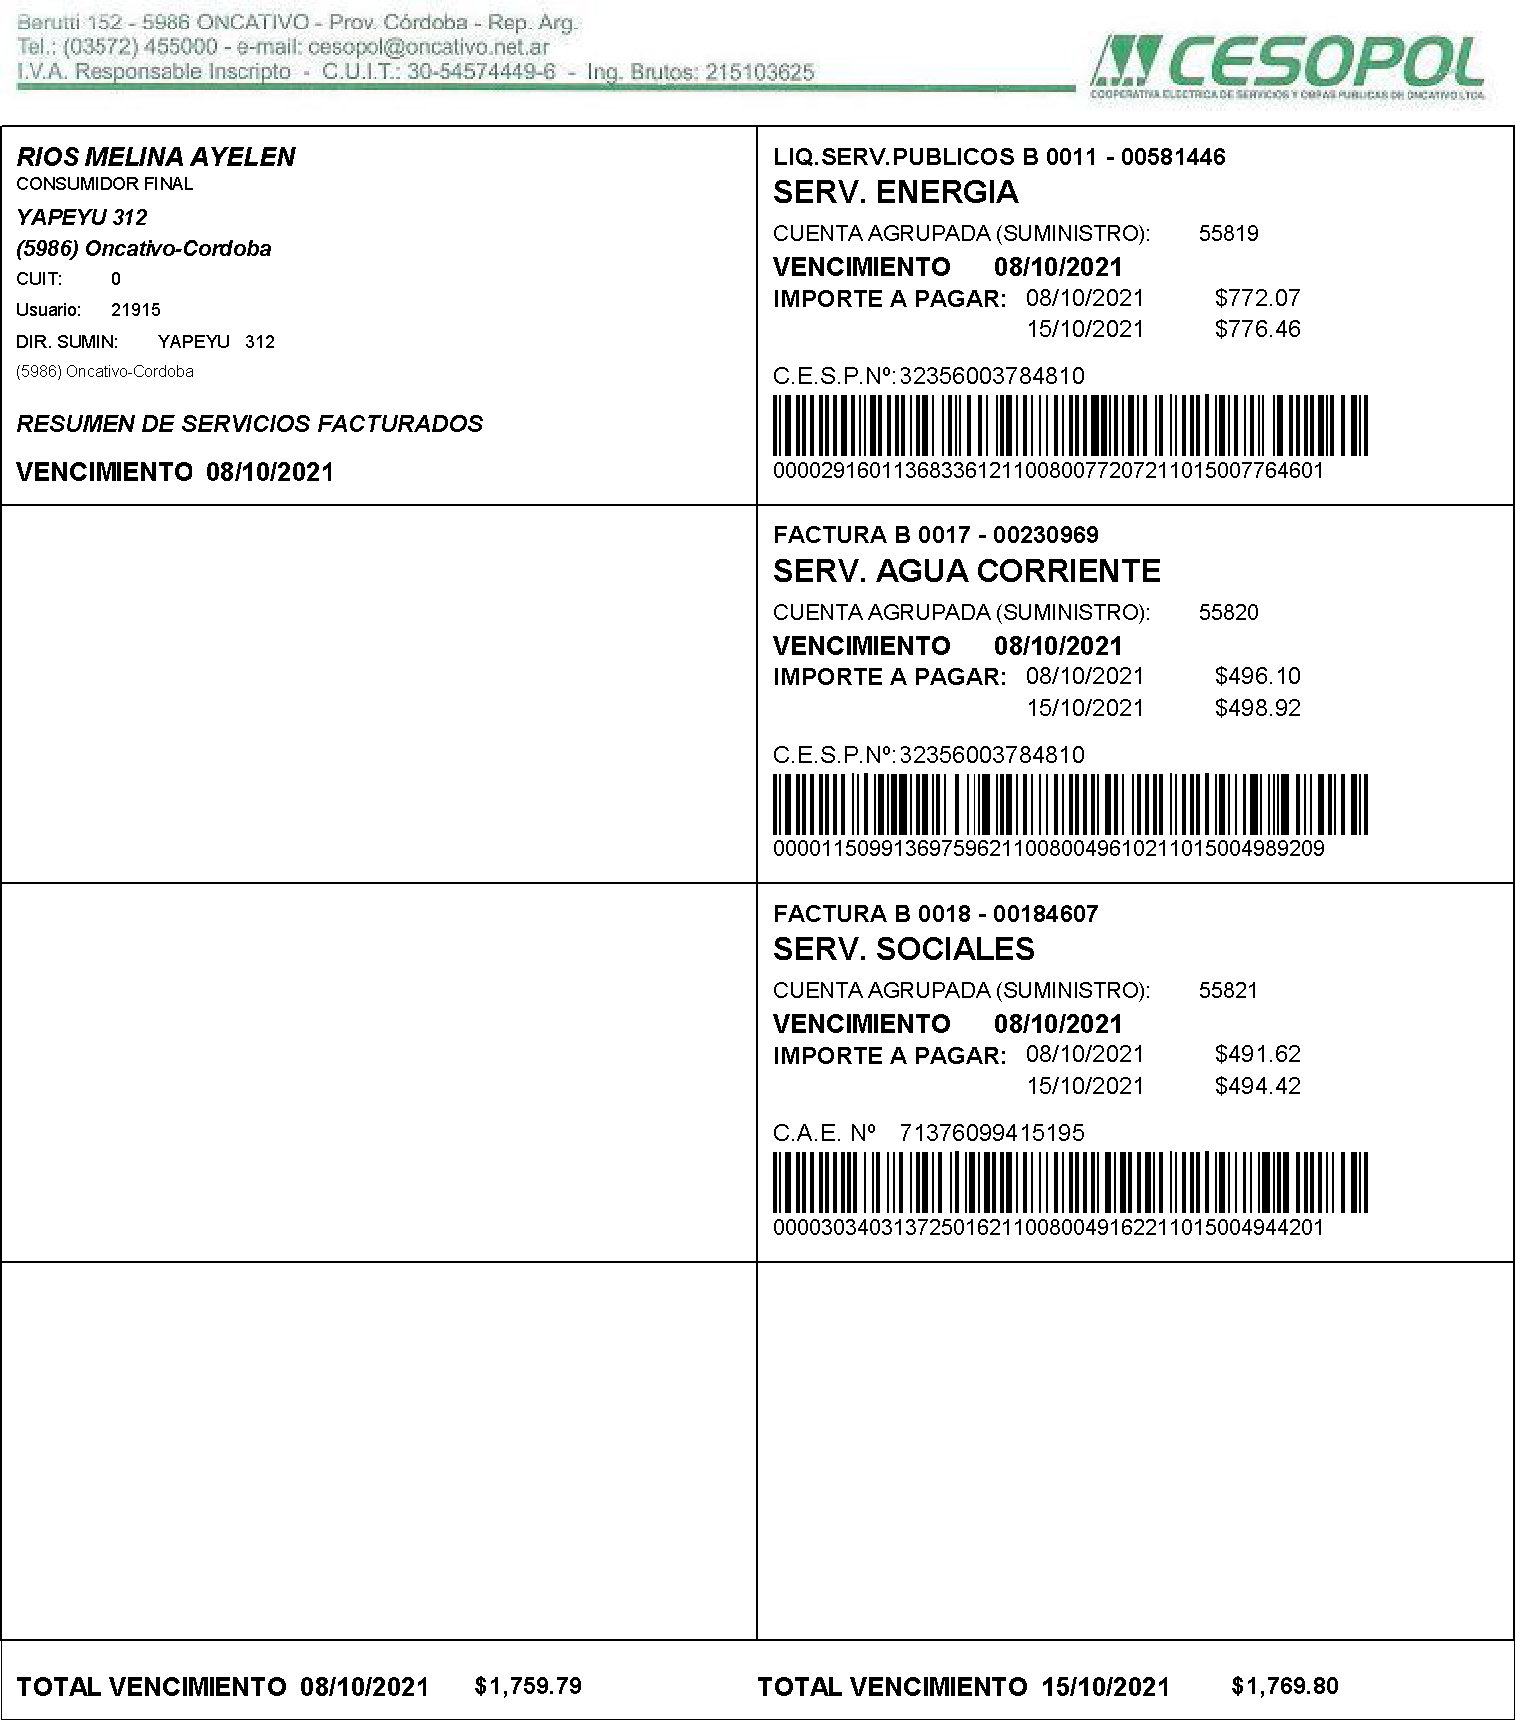 Berutti 152 - 5986 ONCATIVO - Prov. Córdoba - Rep. Arg.
Tel.: (03572) 455000 - e-mail: cesopol@oncativo.net.ar
I.V.A. Responsable Inscripto - C.U.I.T.: 30-54574449-6 - Ing. Brutos: 215103625
CESOPOL
COOPERATIVA ELECTRICA DE SERVICIOS Y OBRAS PUBLICAS DE ONCATIVO LTDA.
RIOS MELINA AYELEN
CONSUMIDOR FINAL
YAPEYU 312
(5986) Oncativo-Cordoba
CUIT: 0
Usuario: 21915
DIR. SUMIN: YAPEYU 312
(5986) Oncativo-Cordoba
RESUMEN DE SERVICIOS FACTURADOS
VENCIMIENTO 08/10/2021
LIQ.SERV.PUBLICOS B 0011 - 00581446
SERV. ENERGIA
CUENTA AGRUPADA (SUMINISTRO): 55819
VENCIMIENTO 08/10/2021
IMPORTE A PAGAR: 08/10/2021 $772.07
15/10/2021 $776.46
C.E.S.P.Nº: 32356003784810
0000291601136833612110080077207211015007764601
FACTURA B 0017 - 00230969
SERV. AGUA CORRIENTE
CUENTA AGRUPADA (SUMINISTRO): 55820
VENCIMIENTO 08/10/2021
IMPORTE A PAGAR: 08/10/2021 $496.10
15/10/2021 $498.92
C.E.S.P.Nº: 32356003784810
0000115099136975962110080049610211015004989209
FACTURA B 0018 - 00184607
SERV. SOCIALES
CUENTA AGRUPADA (SUMINISTRO): 55821
VENCIMIENTO 08/10/2021
IMPORTE A PAGAR: 08/10/2021 $491.62
15/10/2021 $494.42
C.A.E. Nº 71376099415195
0000303403137250162110080049162211015004944201
TOTAL VENCIMIENTO 08/10/2021 $1,759.79
TOTAL VENCIMIENTO 15/10/2021 $1,769.80